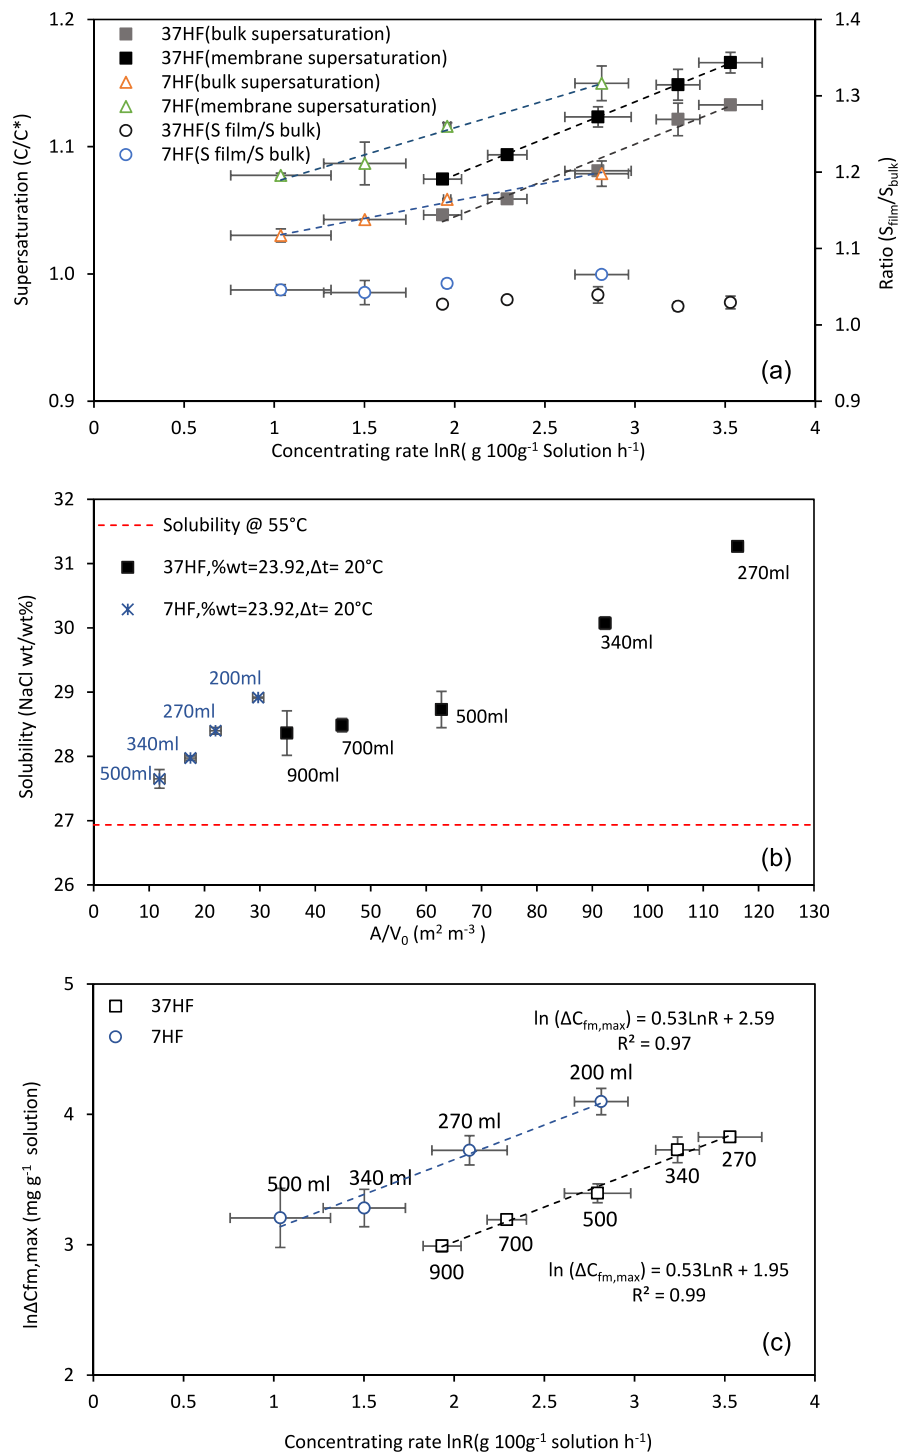 1.2
1.1
1.0
0.9
Supersaturation (C/C*)
37HF(bulk supersaturation)
37HF(membrane supersaturation)
7HF(bulk supersaturation)
7HF(membrane supersaturation)
37HF(S film/S bulk)
7HF(S film/S bulk)
1.4
1.3
1.2
1.1
1.0
0.9
Ratio (S_film/S_bulk)
(a)
0 0.5 1 1.5 2 2.5 3 3.5 4
Concentrating rate lnR( g 100g⁻¹ Solution h⁻¹)
32
31
30
29
28
27
26
Solubility (NaCl wt/wt%)
Solubility @ 55°C
37HF,%wt=23.92,Δt= 20°C
7HF,%wt=23.92,Δt= 20°C
270ml
340ml
200ml
270ml
500ml
340ml
700ml
500ml
900ml
(b)
0 10 20 30 40 50 60 70 80 90 100 110 120 130
A/V₀ (m² m⁻³ )
5
4
3
2
lnΔCfm,max (mg g⁻¹ solution)
37HF
7HF
ln (ΔC_fm,max) = 0.53LnR + 2.59
R² = 0.97
200 ml
270 ml
500 ml 340 ml
270
340
500
700
900
ln (ΔC_fm,max) = 0.53LnR + 1.95
R² = 0.99
(c)
0 0.5 1 1.5 2 2.5 3 3.5 4
Concentrating rate lnR(g 100g⁻¹ solution h⁻¹)